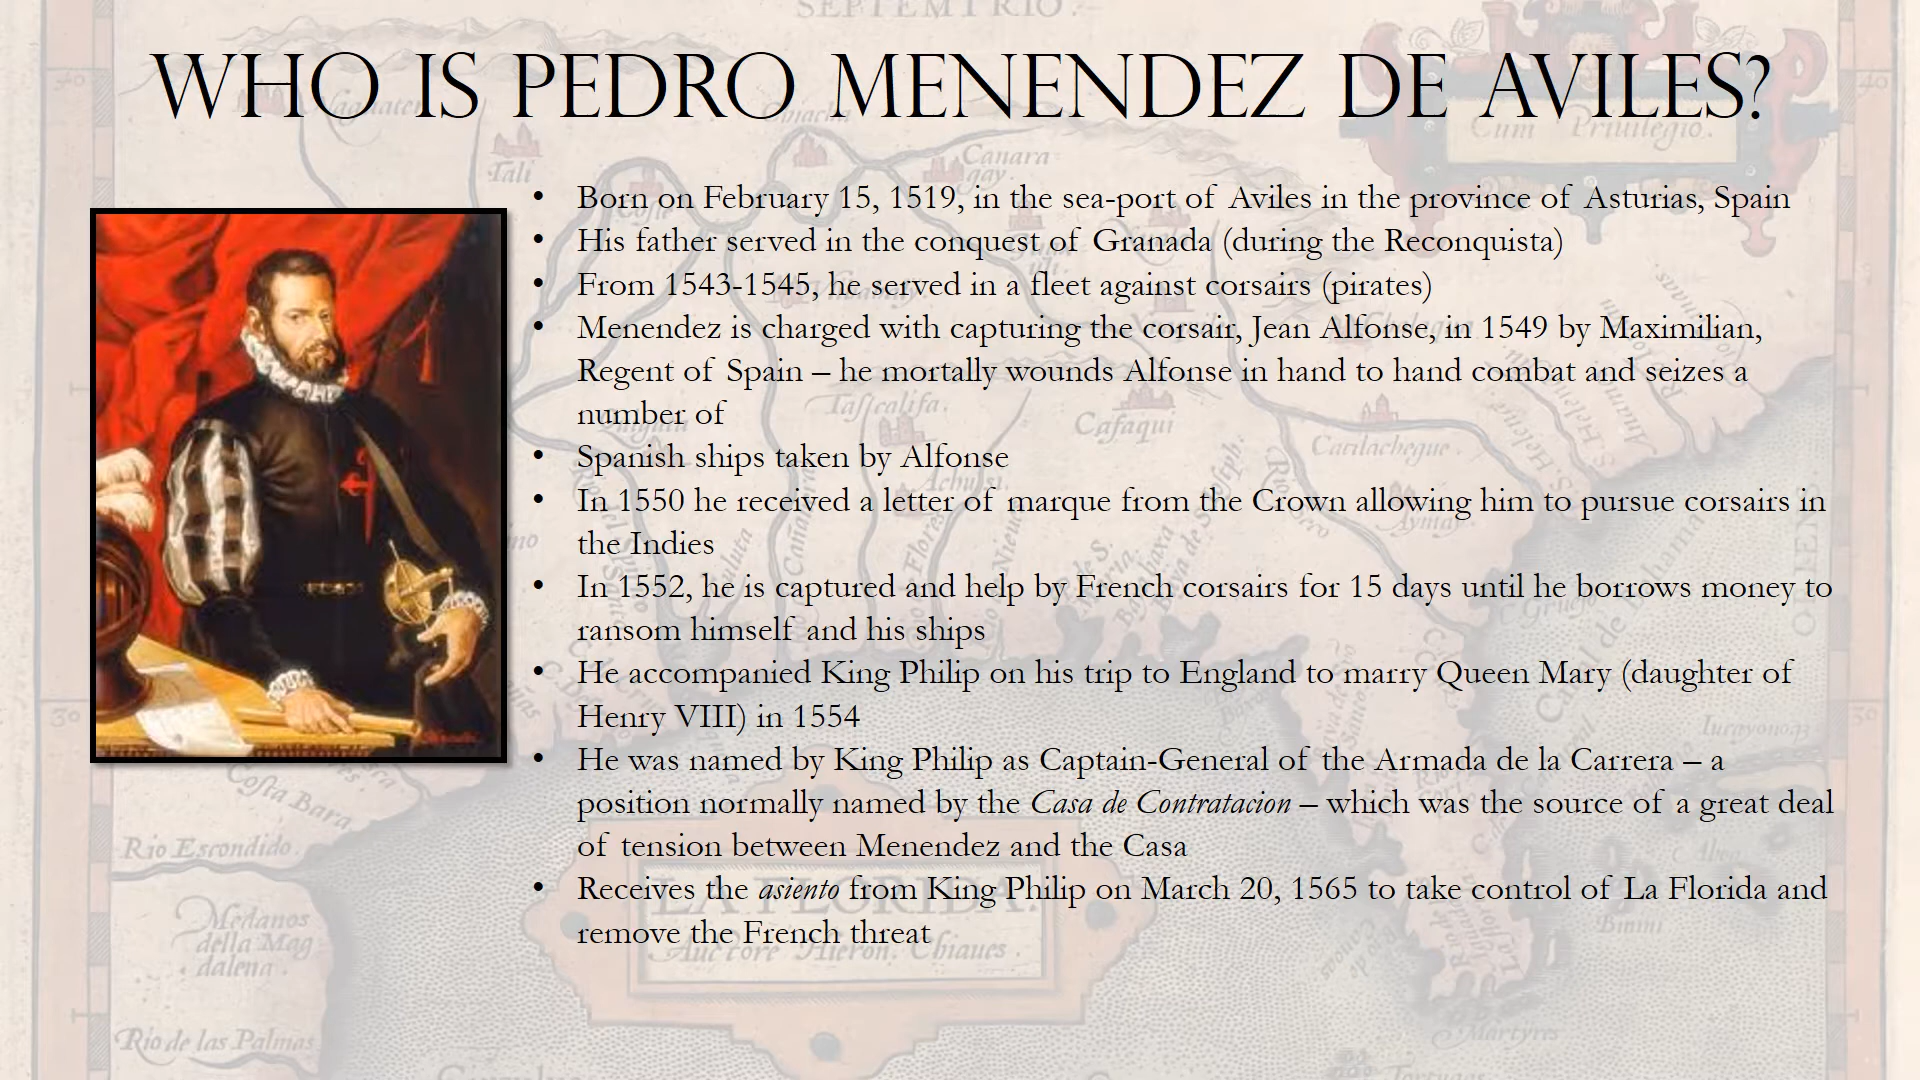 SEPTEMTRIO
WHO IS PEDRO MENENDEZ DE AVILES?
Cum Priuilegio.
Tali
Canara
gay.
• Born on February 15, 1519, in the sea-port of Aviles in the province of Asturias, Spain
• His father served in the conquest of Granada (during the Reconquista)
• From 1543-1545, he served in a fleet against corsairs (pirates)
• Menendez is charged with capturing the corsair, Jean Alfonse, in 1549 by Maximilian,
Regent of Spain – he mortally wounds Alfonse in hand to hand combat and seizes a
number of
• Spanish ships taken by Alfonse
• In 1550 he received a letter of marque from the Crown allowing him to pursue corsairs in
the Indies
• In 1552, he is captured and help by French corsairs for 15 days until he borrows money to
ransom himself and his ships
• He accompanied King Philip on his trip to England to marry Queen Mary (daughter of
Henry VIII) in 1554
• He was named by King Philip as Captain-General of the Armada de la Carrera – a
position normally named by the Casa de Contratacion – which was the source of a great deal
of tension between Menendez and the Casa
• Receives the asiento from King Philip on March 20, 1565 to take control of La Florida and
remove the French threat
Tascalifa.
Cafaqui
Carilachegue.
30
Costa Bara
Rio Escondido.
Medanos
della Mag
dalena.
Rio de las Palmas
LA FLORIDA.
Auctore Hieron. Chiaues.
Binini
Martyres
Tortugas